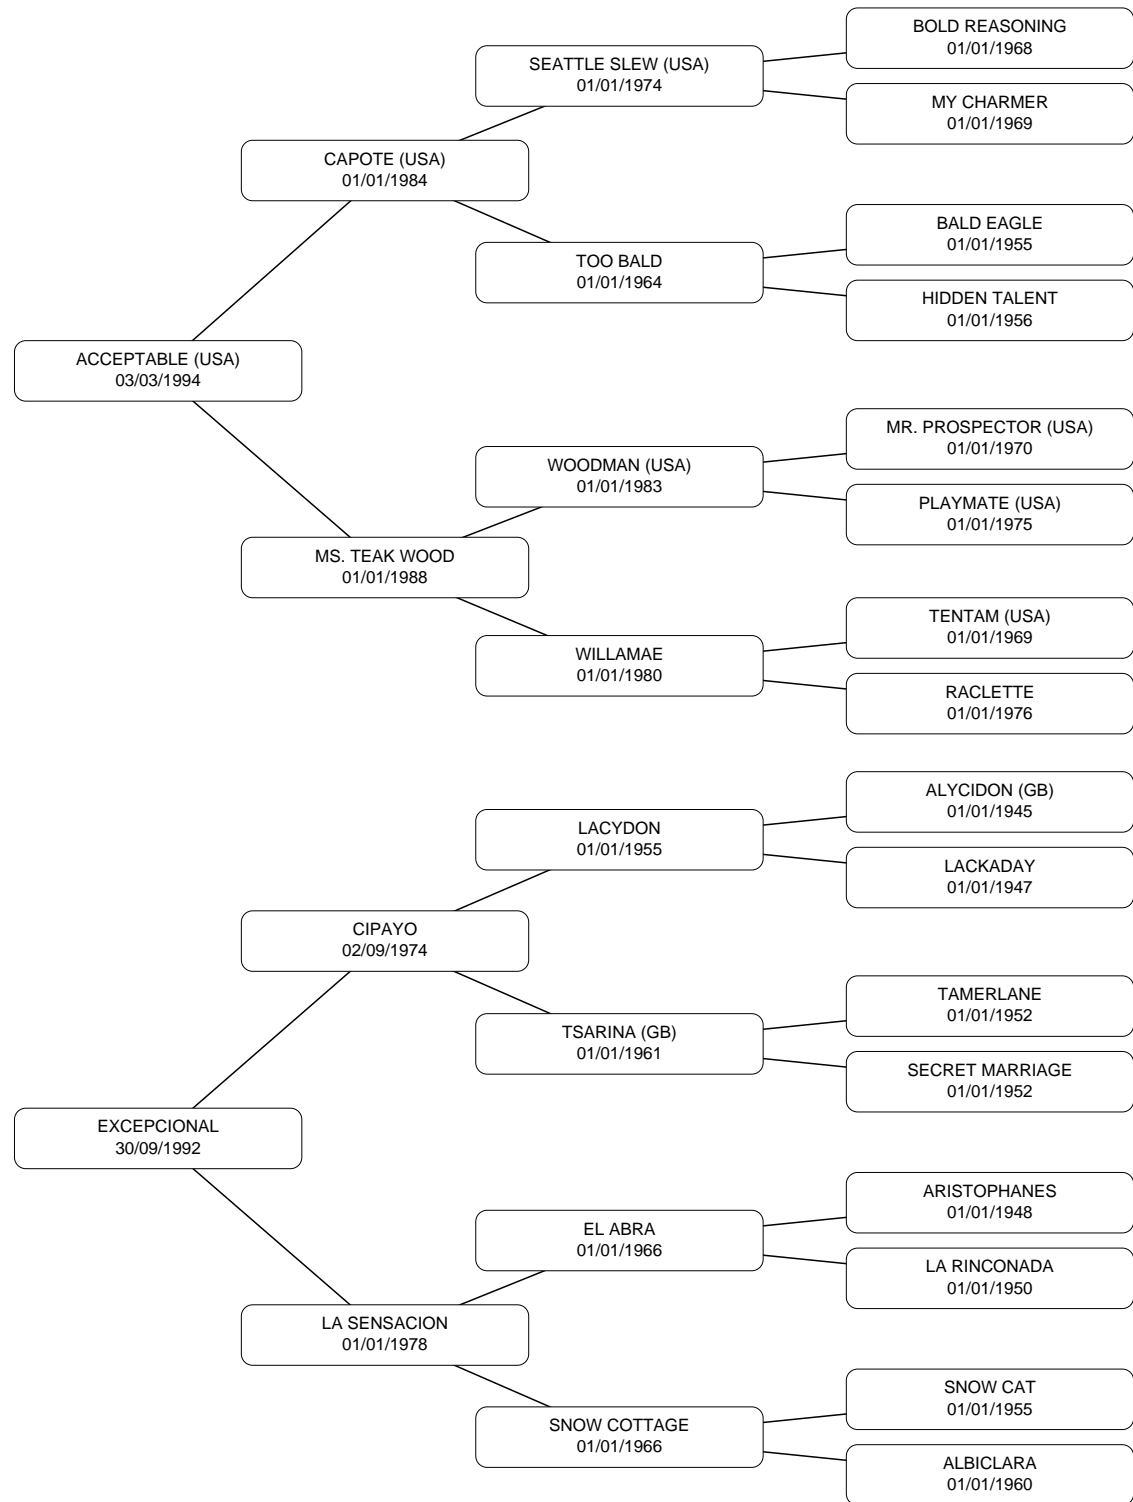 BOLD REASONING
01/01/1968
SEATTLE SLEW (USA)
01/01/1974
MY CHARMER
01/01/1969
CAPOTE (USA)
01/01/1984
BALD EAGLE
01/01/1955
TOO BALD
01/01/1964
HIDDEN TALENT
01/01/1956
ACCEPTABLE (USA)
03/03/1994
MR. PROSPECTOR (USA)
01/01/1970
WOODMAN (USA)
01/01/1983
PLAYMATE (USA)
01/01/1975
MS. TEAK WOOD
01/01/1988
TENTAM (USA)
01/01/1969
WILLAMAE
01/01/1980
RACLETTE
01/01/1976
ALYCIDON (GB)
01/01/1945
LACYDON
01/01/1955
LACKADAY
01/01/1947
CIPAYO
02/09/1974
TAMERLANE
01/01/1952
TSARINA (GB)
01/01/1961
SECRET MARRIAGE
01/01/1952
EXCEPCIONAL
30/09/1992
ARISTOPHANES
01/01/1948
EL ABRA
01/01/1966
LA RINCONADA
01/01/1950
LA SENSACION
01/01/1978
SNOW CAT
01/01/1955
SNOW COTTAGE
01/01/1966
ALBICLARA
01/01/1960